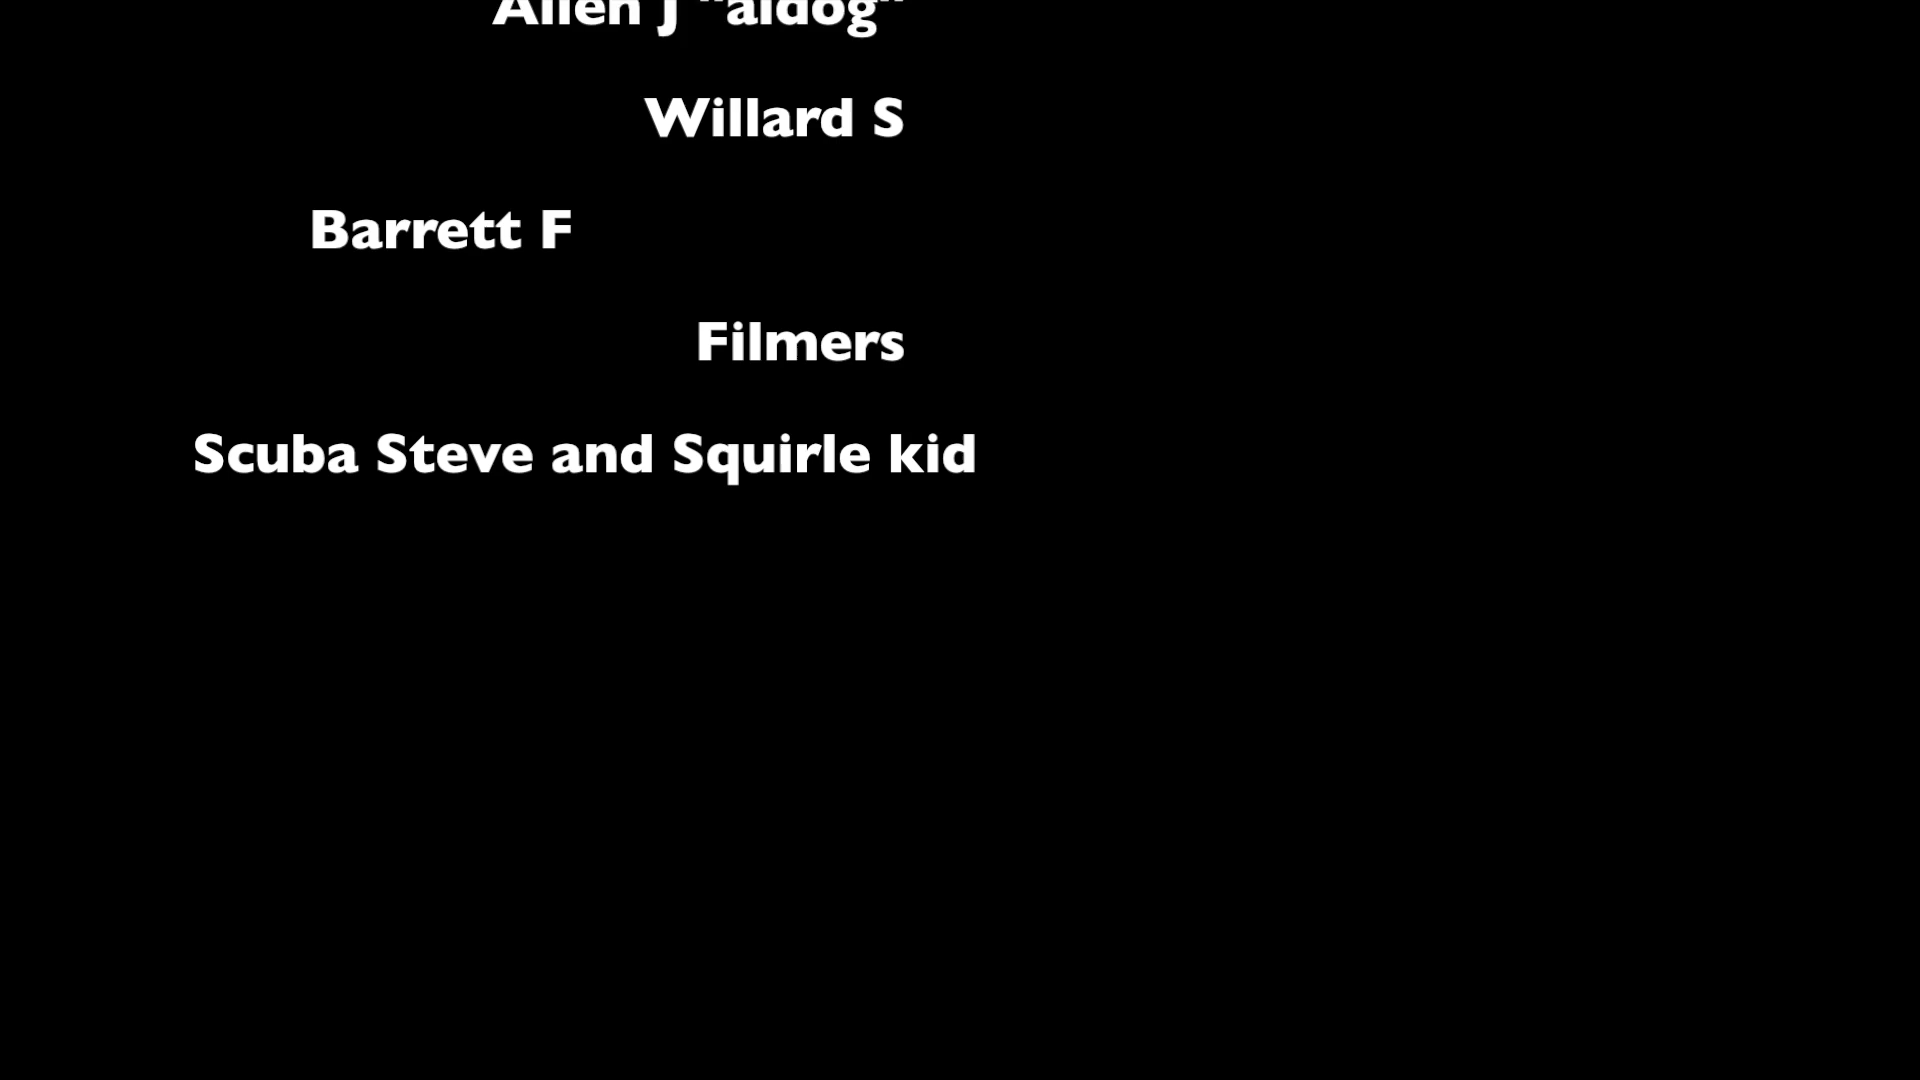 Allen J "aldog"
Willard S
Barrett F
Filmers
Scuba Steve and Squirle kid